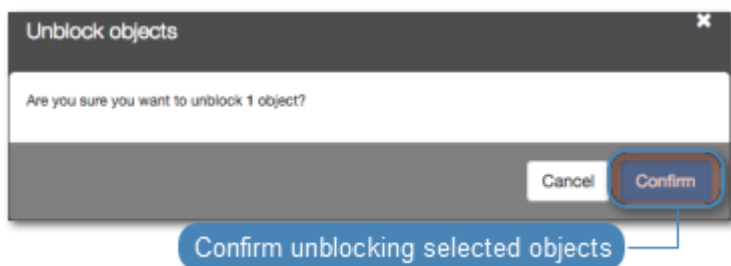 Unblock objects
Are you sure you want to unblock 1 object?
Cancel Confirm
Confirm unblocking selected objects